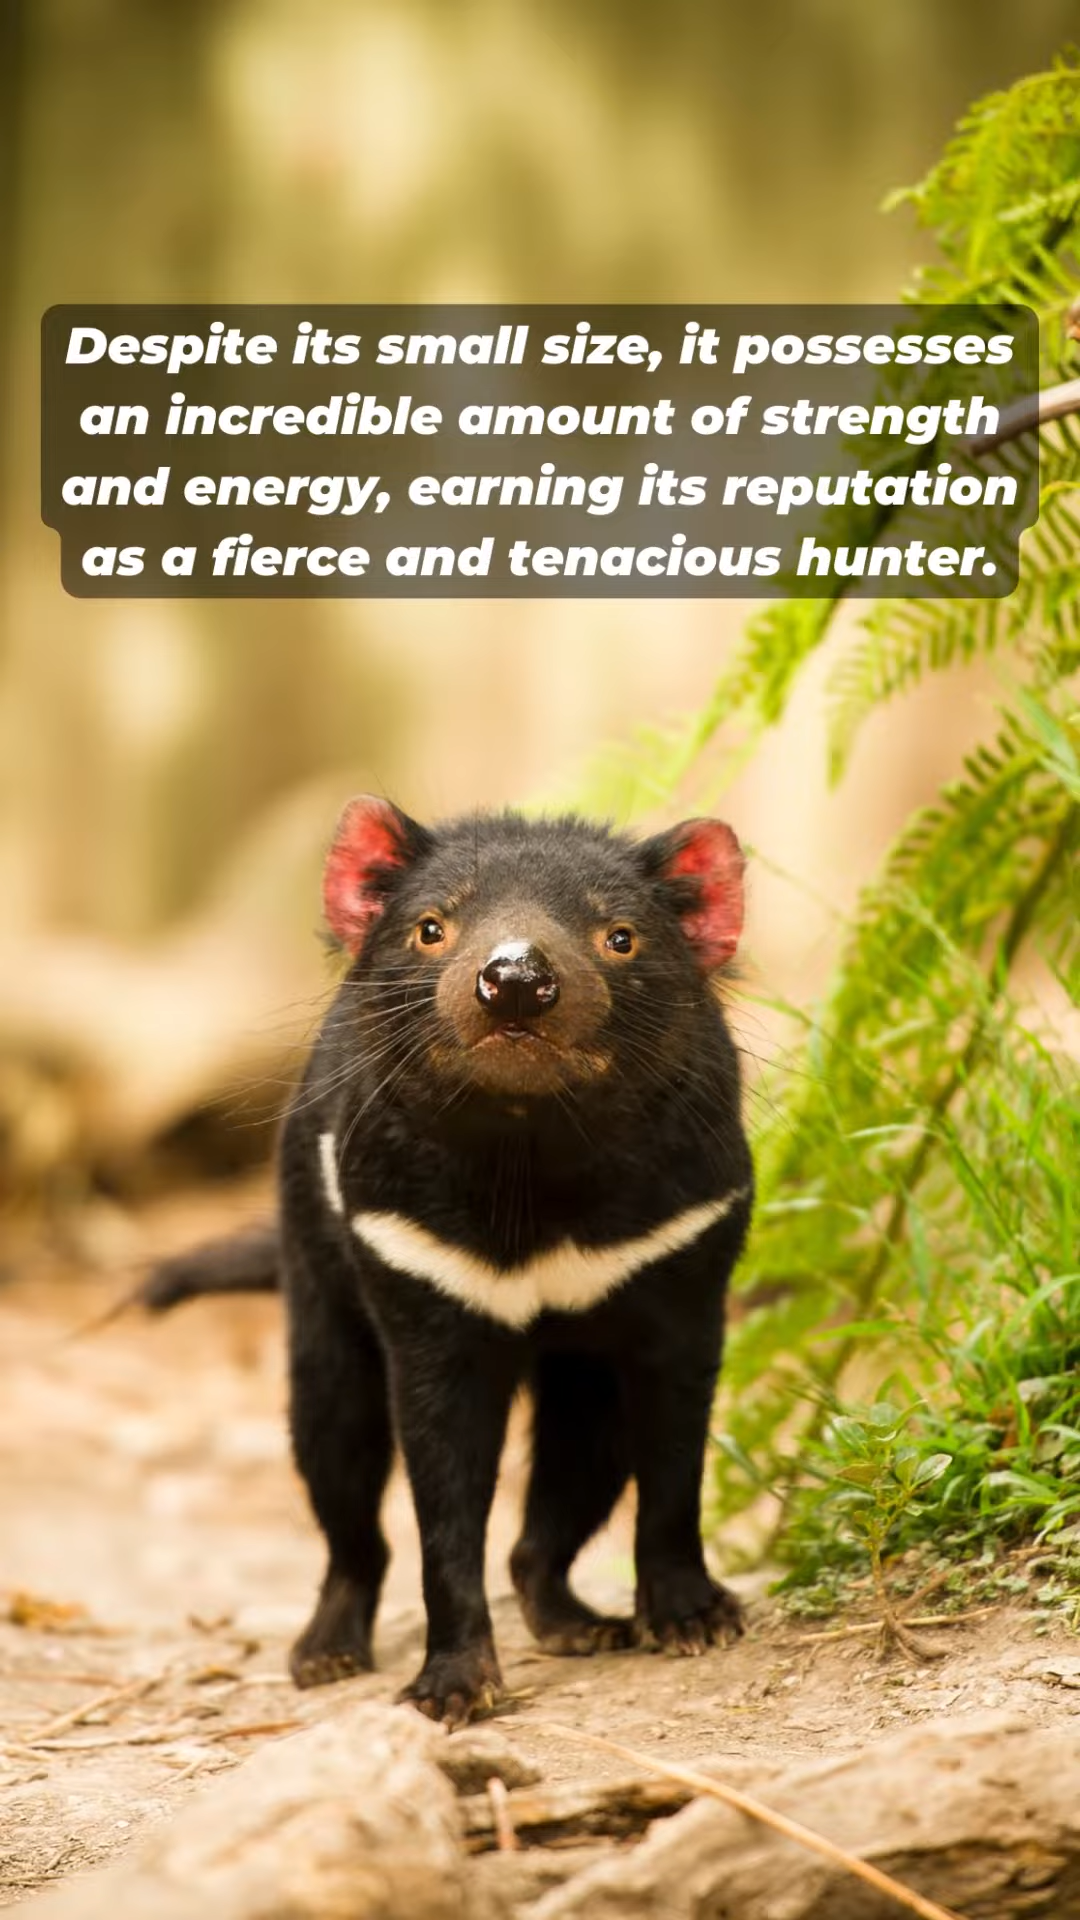 Despite its small size, it possesses
an incredible amount of strength
and energy, earning its reputation
as a fierce and tenacious hunter.